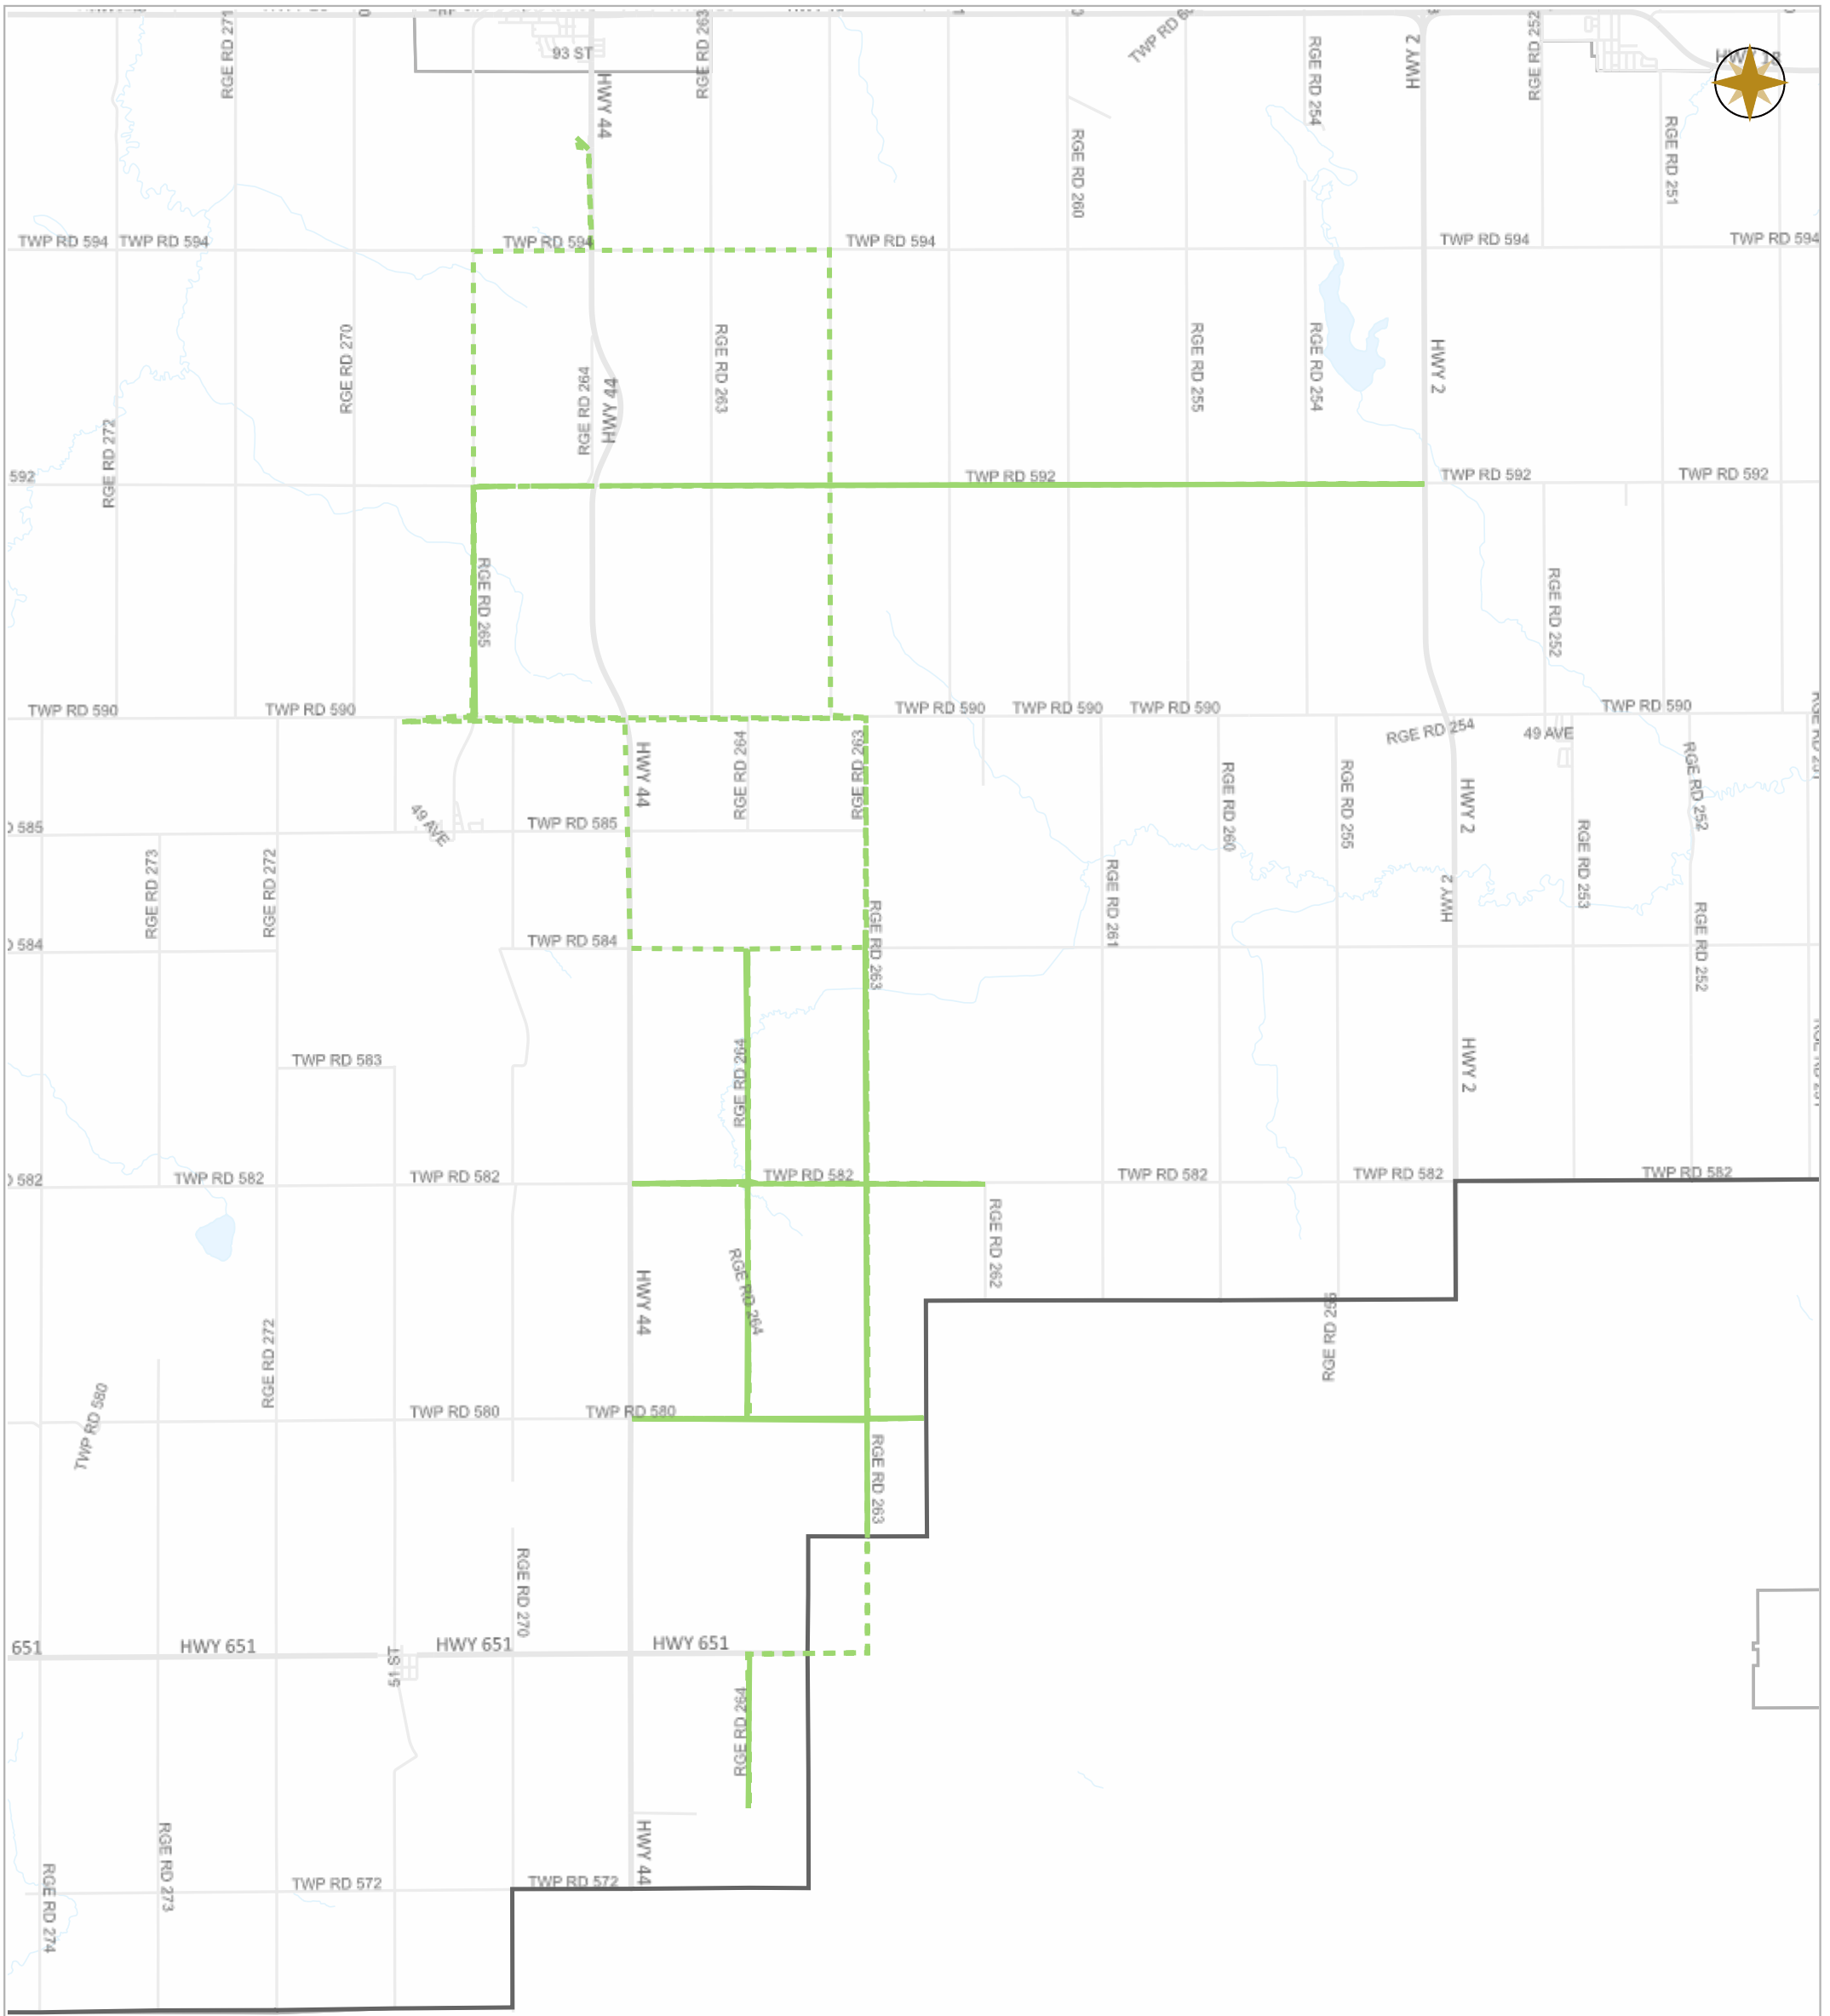 RGE RD 271
93 ST
HWY 44
RGE RD 263
TWP RD 60
RGE RD 254
HWY 2
RGE RD 252
HWY 18
RGE RD 260
RGE RD 251
TWP RD 594
TWP RD 594
TWP RD 594
TWP RD 594
TWP RD 594
TWP RD 594
RGE RD 270
RGE RD 264
HWY 44
RGE RD 263
RGE RD 255
RGE RD 254
HWY 2
592
RGE RD 272
TWP RD 592
TWP RD 592
TWP RD 592
RGE RD 265
RGE RD 252
TWP RD 590
TWP RD 590
TWP RD 590
TWP RD 590
TWP RD 590
TWP RD 590
RGE RD 254
49 AVE
HWY 44
RGE RD 264
RGE RD 263
RGE RD 260
RGE RD 255
HWY 2
RGE RD 252
585
49 AVE
TWP RD 585
RGE RD 273
RGE RD 272
RGE RD 261
HWY 2
RGE RD 253
584
TWP RD 584
RGE RD 263
RGE RD 252
TWP RD 583
RGE RD 264
HWY 2
582
TWP RD 582
TWP RD 582
TWP RD 582
TWP RD 582
TWP RD 582
TWP RD 582
RGE RD 262
HWY 44
RGE RD 264
RGE RD 272
TWP RD 580
TWP RD 580
TWP RD 580
RGE RD 263
RGE RD 270
651
HWY 651
HWY 651
HWY 651
51 ST
RGE RD 264
RGE RD 273
HWY 44
RGE RD 274
TWP RD 572
TWP RD 572